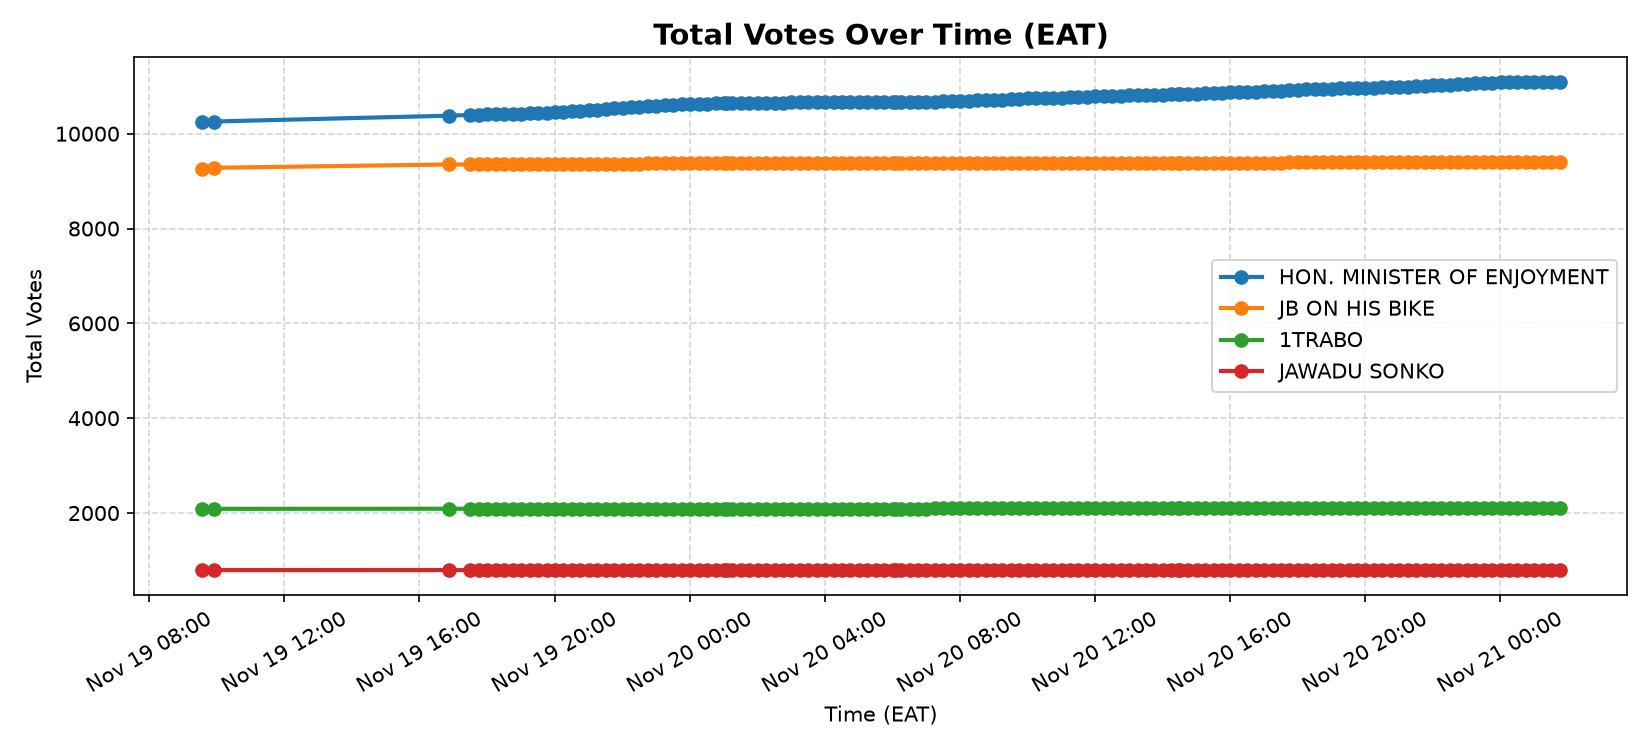 Total Votes Over Time (EAT)
Total Votes
10000
8000
6000
4000
2000
HON. MINISTER OF ENJOYMENT
JB ON HIS BIKE
1TRABO
JAWADU SONKO
Nov 19 08:00
Nov 19 12:00
Nov 19 16:00
Nov 19 20:00
Nov 20 00:00
Nov 20 04:00
Nov 20 08:00
Nov 20 12:00
Nov 20 16:00
Nov 20 20:00
Nov 21 00:00
Time (EAT)